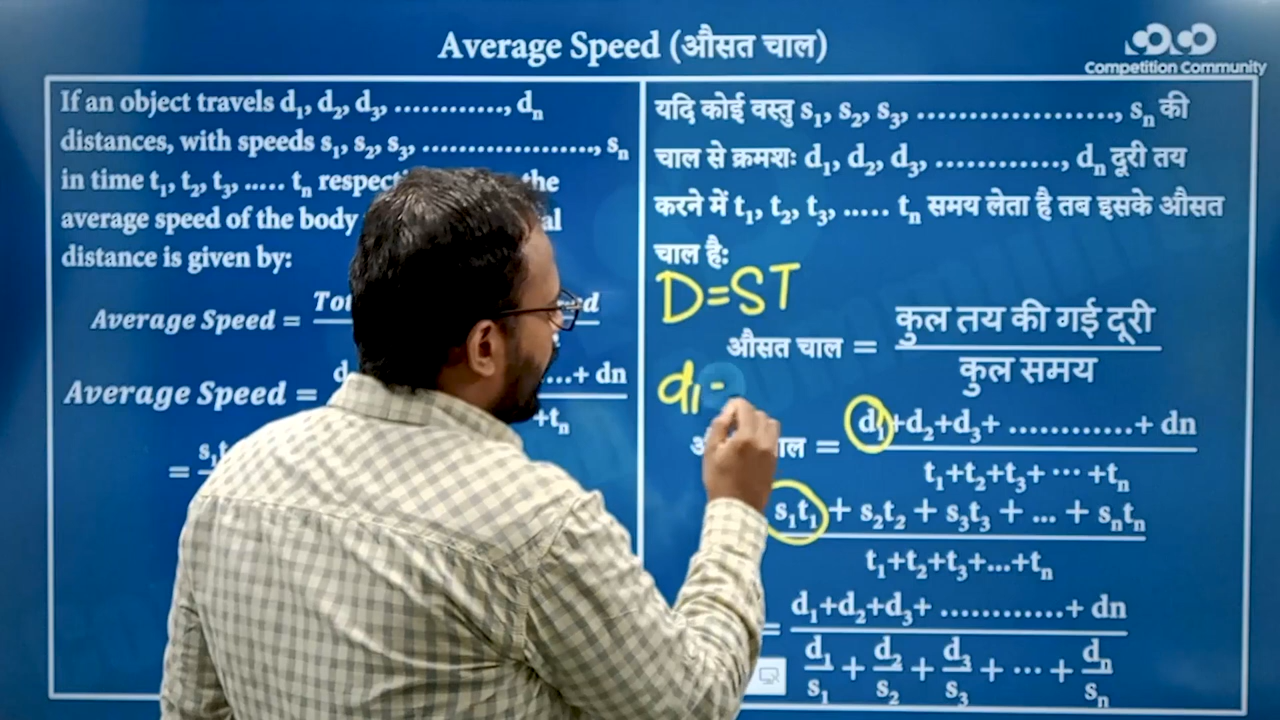 Average Speed (औसत चाल)
Competition Community
If an object travels d₁, d₂, d₃, …………, dₙ
distances, with speeds s₁, s₂, s₃, ………………, sₙ
in time t₁, t₂, t₃, ..... tₙ the
average speed of the body
distance is given by:
Average Speed =
Average Speed = ...+ dn
+tₙ
=
यदि कोई वस्तु s₁, s₂, s₃, ………………, sₙ की
चाल से क्रमशः d₁, d₂, d₃, …………, dₙ दूरी तय
करने में t₁, t₂, t₃, ..... tₙ समय लेता है तब इसके औसत
चाल है:
D=ST
औसत चाल = कुल तय की गई दूरी
कुल समय
d₁ =
= d₁+d₂+d₃+ …………+ dn
t₁+t₂+t₃+ ⋯ +tₙ
s₁t₁ + s₂t₂ + s₃t₃ + ... + sₙtₙ
t₁+t₂+t₃+...+tₙ
= d₁+d₂+d₃+ …………+ dn
d₁/s₁ + d₂/s₂ + d₃/s₃ + ⋯ + dₙ/sₙ